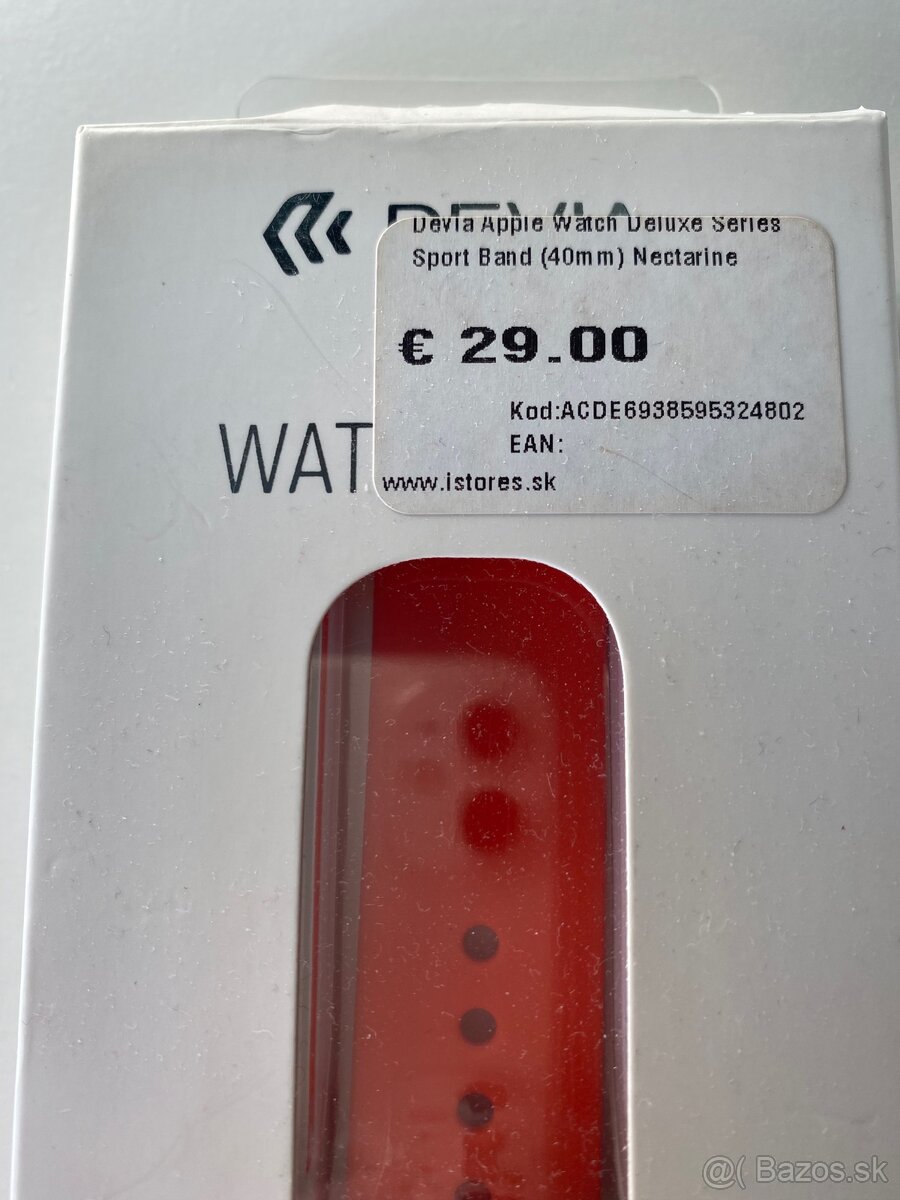 DEVIA
Devia Apple Watch Deluxe Series
Sport Band (40mm) Nectarine
€ 29.00
Kod:ACDE6938595324802
EAN:
WAT
www.istores.sk
@( Bazos.sk